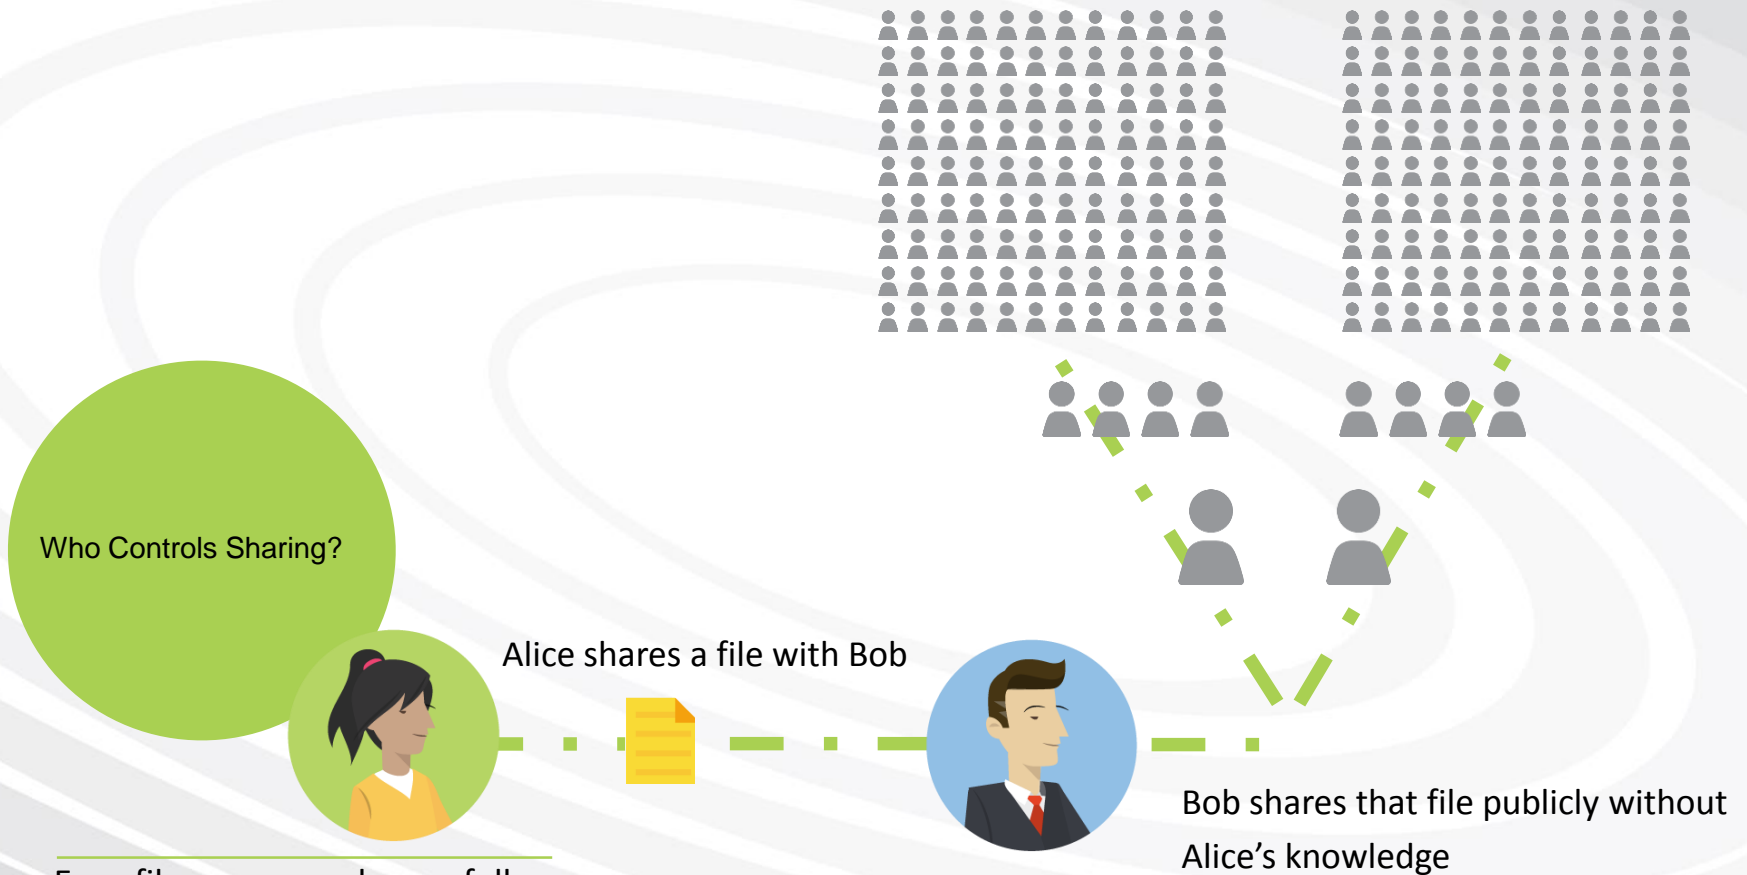 Who Controls Sharing?
Alice shares a file with Bob
Bob shares that file publicly without
Alice's knowledge